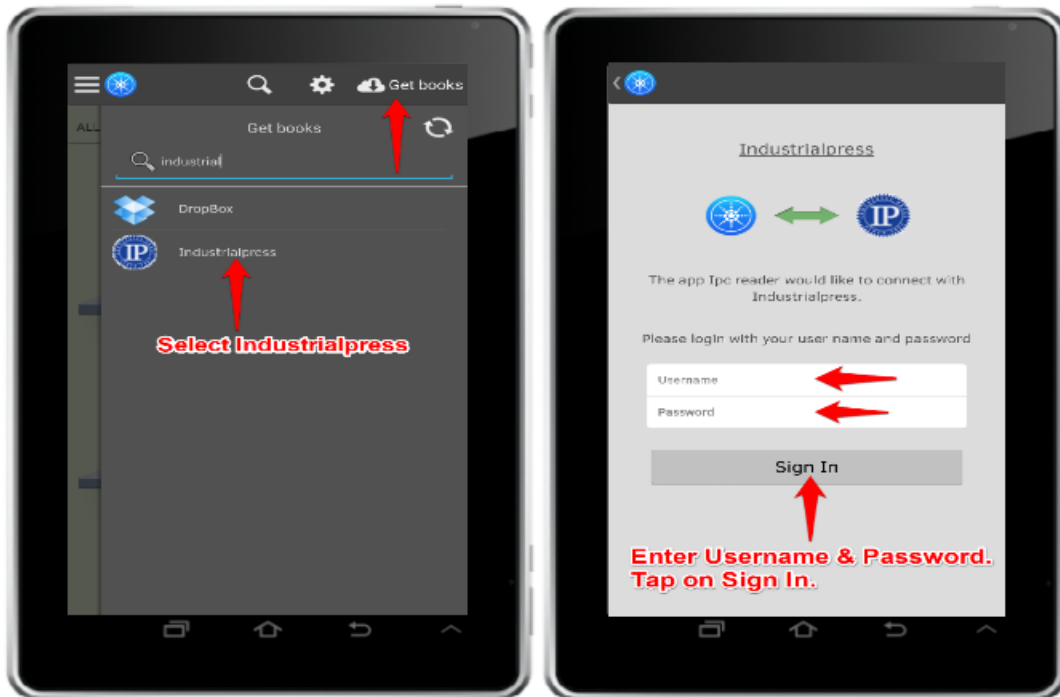 Get books
ALL
Get books
industrial
DropBox
IP
Industrialpress
Select Industrialpress
Industrialpress
IP
The app Ipc reader would like to connect with
Industrialpress.
Please login with your user name and password
Username
Password
Sign In
Enter Username & Password.
Tap on Sign In.